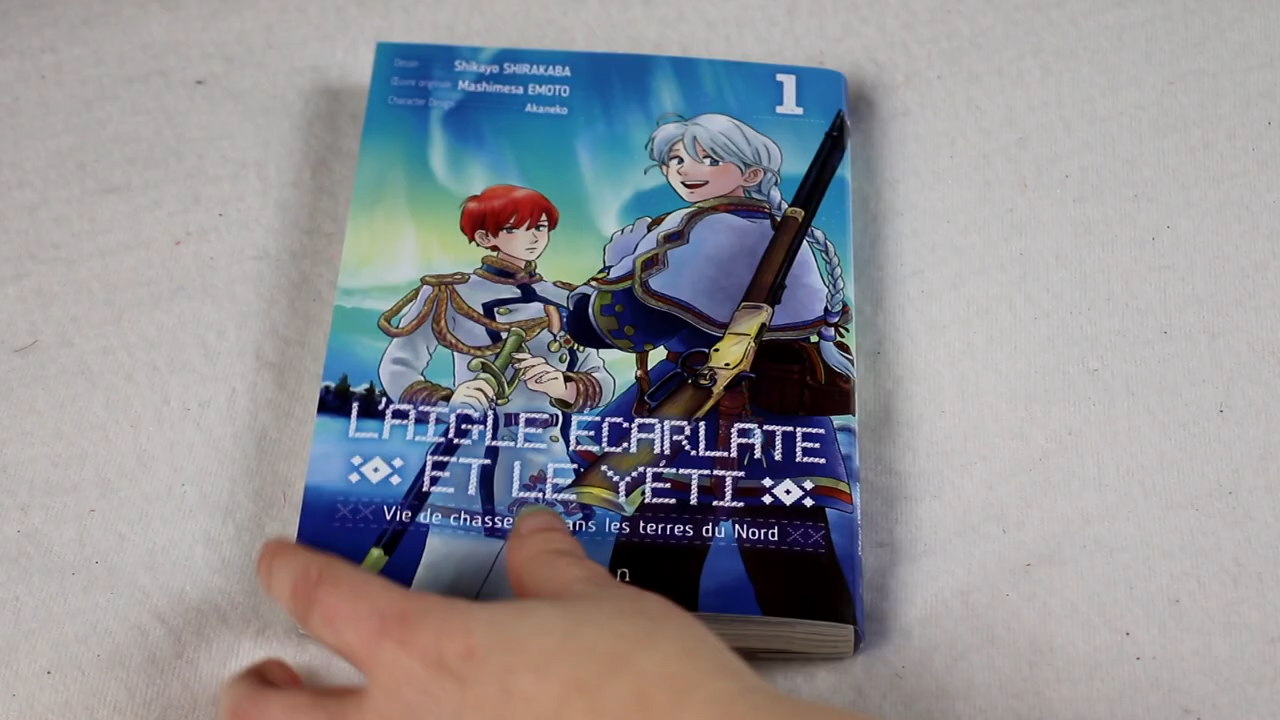 Dessin Shikayo SHIRAKABA
Œuvre originale Mashimesa EMOTO
Character Design Akaneko
1
L'AIGLE ÉCARLATE
ET LE YÉTI
Vie de chasse ans les terres du Nord
n